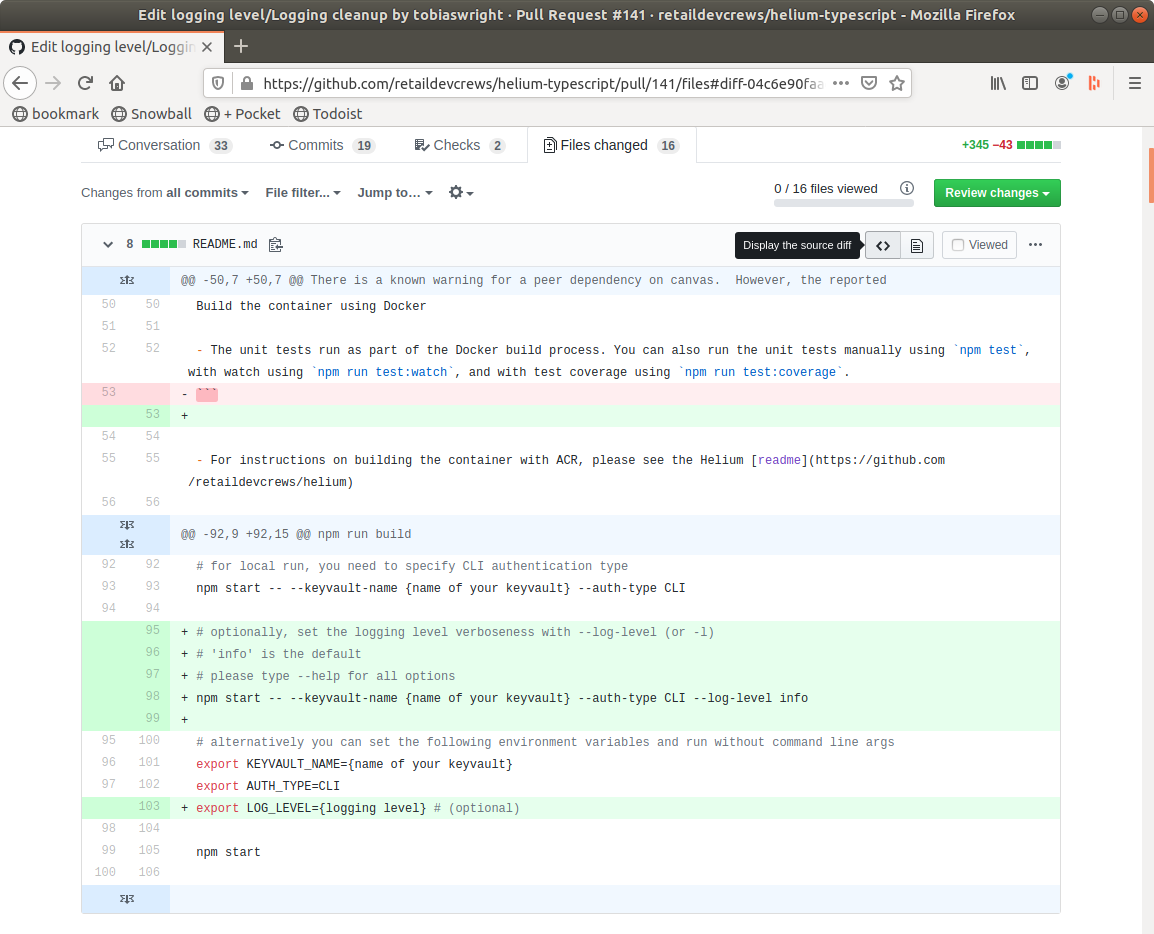 Edit logging level/Logging cleanup by tobiaswright · Pull Request #141 · retaildevcrews/helium-typescript - Mozilla Firefox
Edit logging level/Loggin
https://github.com/retaildevcrews/helium-typescript/pull/141/files#diff-04c6e90faa
bookmark Snowball + Pocket Todoist
Conversation 33 Commits 19 Checks 2 Files changed 16 +345 −43
Changes from all commits File filter... Jump to... 0 / 16 files viewed Review changes
8 README.md Display the source diff Viewed
@@ -50,7 +50,7 @@ There is a known warning for a peer dependency on canvas.  However, the reported
50 50 Build the container using Docker
51 51
52 52 - The unit tests run as part of the Docker build process. You can also run the unit tests manually using `npm test`,
with watch using `npm run test:watch`, and with test coverage using `npm run test:coverage`.
53 - ```
53 +
54 54
55 55 - For instructions on building the container with ACR, please see the Helium [readme](https://github.com
/retaildevcrews/helium)
56 56
@@ -92,9 +92,15 @@ npm run build
92 92 # for local run, you need to specify CLI authentication type
93 93 npm start -- --keyvault-name {name of your keyvault} --auth-type CLI
94 94
95 + # optionally, set the logging level verboseness with --log-level (or -l)
96 + # 'info' is the default
97 + # please type --help for all options
98 + npm start -- --keyvault-name {name of your keyvault} --auth-type CLI --log-level info
99 +
95 100 # alternatively you can set the following environment variables and run without command line args
96 101 export KEYVAULT_NAME={name of your keyvault}
97 102 export AUTH_TYPE=CLI
103 + export LOG_LEVEL={logging level} # (optional)
98 104
99 105 npm start
100 106